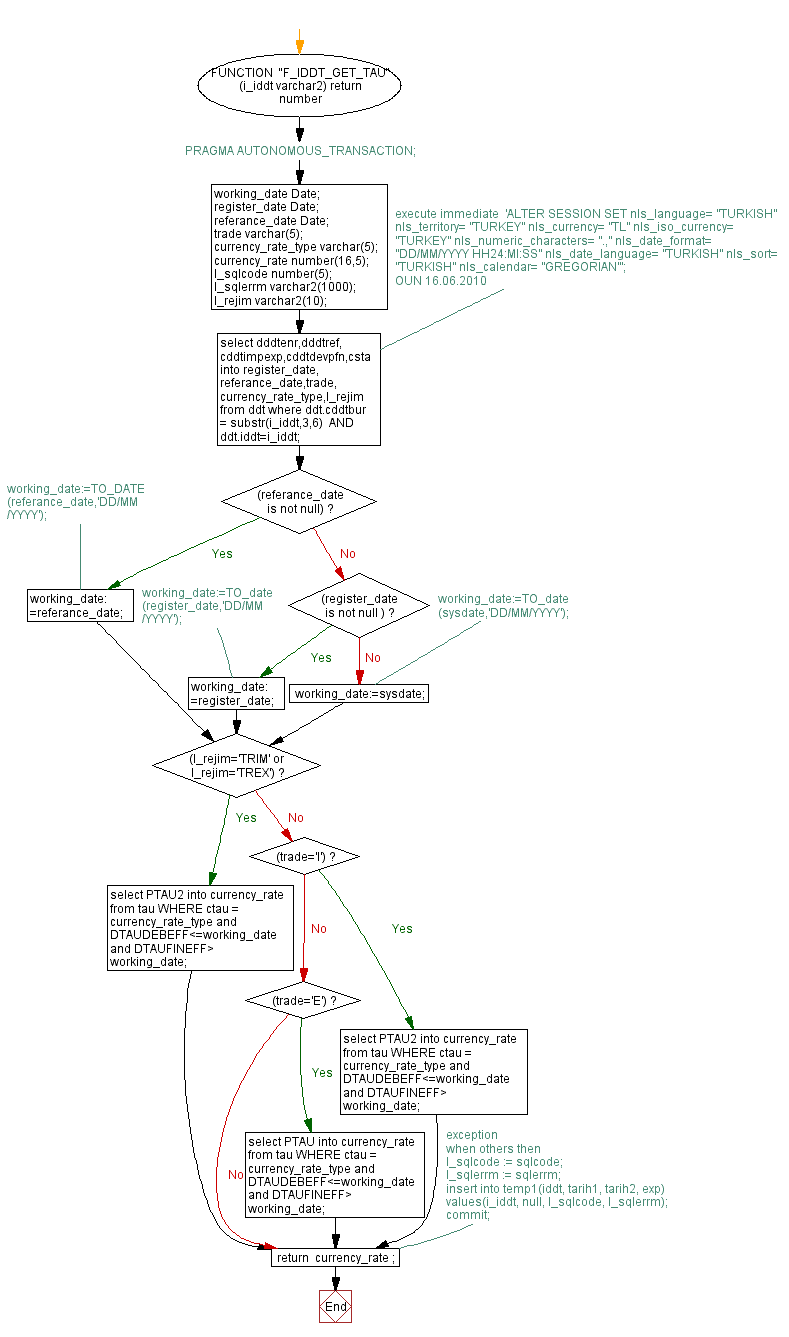 FUNCTION "F_IDDT_GET_TAU"
(i_iddt varchar2) return
number
PRAGMA AUTONOMOUS_TRANSACTION;
working_date Date;
register_date Date;
referance_date Date;
trade varchar(5);
currency_rate_type varchar(5);
currency_rate number(16,5);
l_sqlcode number(5);
l_sqlerrm varchar2(1000);
l_rejim varchar2(10);
execute immediate 'ALTER SESSION SET nls_language= "TURKISH"
nls_territory= "TURKEY" nls_currency= "TL" nls_iso_currency=
"TURKEY" nls_numeric_characters= ".," nls_date_format=
"DD/MM/YYYY HH24:MI:SS" nls_date_language= "TURKISH" nls_sort=
"TURKISH" nls_calendar= "GREGORIAN"';
OUN 16.06.2010
select dddtenr,dddtref,
cddtimpexp,cddtdevpfn,csta
into register_date,
referance_date,trade,
currency_rate_type,l_rejim
from ddt where ddt.cddtbur
= substr(i_iddt,3,6) AND
ddt.iddt=i_iddt;
(referance_date
is not null) ?
working_date:=TO_DATE
(referance_date,'DD/MM
/YYYY');
Yes
No
working_date:
=referance_date;
working_date:=TO_date
(register_date,'DD/MM
/YYYY');
(register_date
is not null ) ?
working_date:=TO_date
(sysdate,'DD/MM/YYYY');
Yes
No
working_date:
=register_date;
working_date:=sysdate;
(l_rejim='TRIM' or
l_rejim='TREX') ?
Yes
No
(trade='I') ?
select PTAU2 into currency_rate
from tau WHERE ctau =
currency_rate_type and
DTAUDEBEFF<=working_date
and DTAUFINEFF>
working_date;
No
Yes
(trade='E') ?
select PTAU2 into currency_rate
from tau WHERE ctau =
currency_rate_type and
DTAUDEBEFF<=working_date
and DTAUFINEFF>
working_date;
Yes
select PTAU into currency_rate
from tau WHERE ctau =
currency_rate_type and
DTAUDEBEFF<=working_date
and DTAUFINEFF>
working_date;
No
exception
when others then
l_sqlcode := sqlcode;
l_sqlerrm := sqlerrm;
insert into temp1(iddt, tarih1, tarih2, exp)
values(i_iddt, null, l_sqlcode, l_sqlerrm);
commit;
return currency_rate ;
End